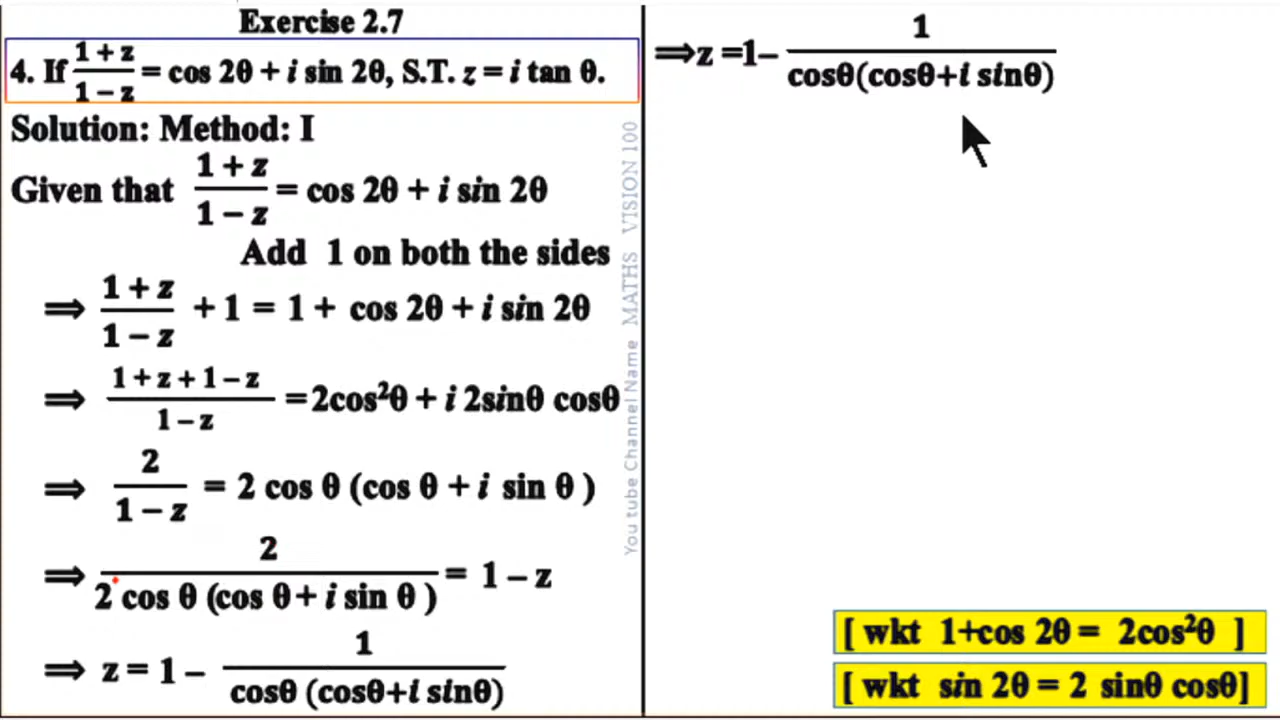 Exercise 2.7
4. If (1 + z)/(1 − z) = cos 2θ + i sin 2θ, S.T. z = i tan θ.
Solution: Method: I
Given that (1 + z)/(1 − z) = cos 2θ + i sin 2θ
Add 1 on both the sides
⟹ (1 + z)/(1 − z) + 1 = 1 + cos 2θ + i sin 2θ
⟹ (1 + z + 1 − z)/(1 − z) = 2cos²θ + i 2sinθ cosθ
⟹ 2/(1 − z) = 2 cos θ (cos θ + i sin θ )
⟹ 2/(2 cos θ (cos θ + i sin θ )) = 1 − z
⟹ z = 1 − 1/(cosθ (cosθ+i sinθ))
You tube Channel Name MATHS VISION 100
⟹z =1− 1/(cosθ(cosθ+i sinθ))
[ wkt 1+cos 2θ = 2cos²θ ]
[ wkt sin 2θ = 2 sinθ cosθ]